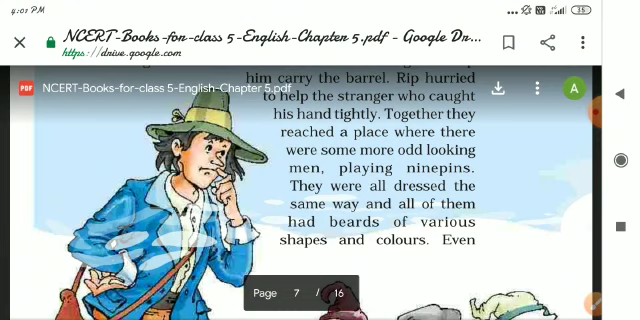 4:01 PM
35
NCERT-Books-for-class 5-English-Chapter 5.pdf - Google Dr...
https://drive.google.com
him carry the barrel. Rip hurried
PDF NCERT-Books-for-class 5-English-Chapter 5.pdf
A
to help the stranger who caught
his hand tightly. Together they
reached a place where there
were some more odd looking
men, playing ninepins.
They were all dressed the
same way and all of them
had beards of various
shapes and colours. Even
Page 7 / 16